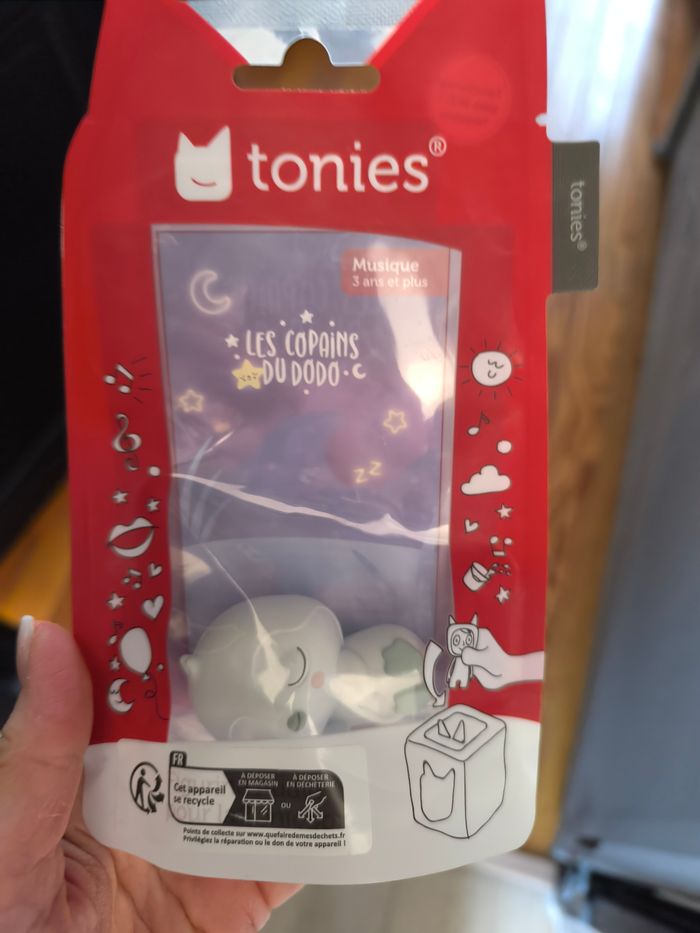 tonies®
tonies®
Musique
3 ans et plus
LES COPAINS
DU DODO
z z
FR
Cet appareil
se recycle
À DÉPOSER
EN MAGASIN
OU
À DÉPOSER
EN DÉCHÈTERIE
Points de collecte sur www.quefairedemesdechets.fr
Privilégiez la réparation ou le don de votre appareil !